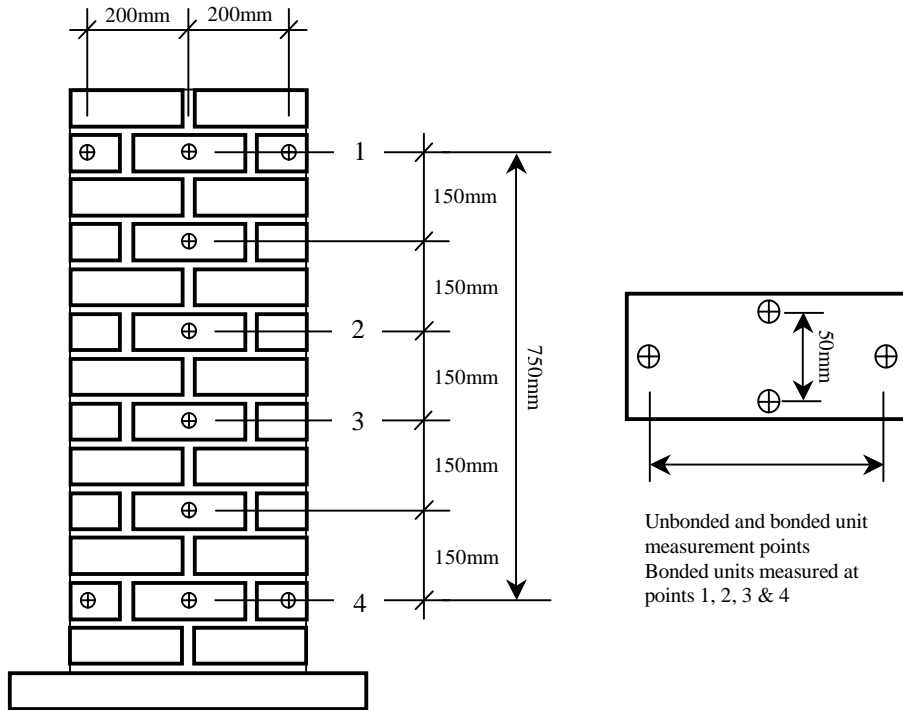 200mm 200mm
1
150mm
150mm
2
150mm
750mm
50mm
3
150mm
150mm
4
Unbonded and bonded unit
measurement points
Bonded units measured at
points 1, 2, 3 & 4